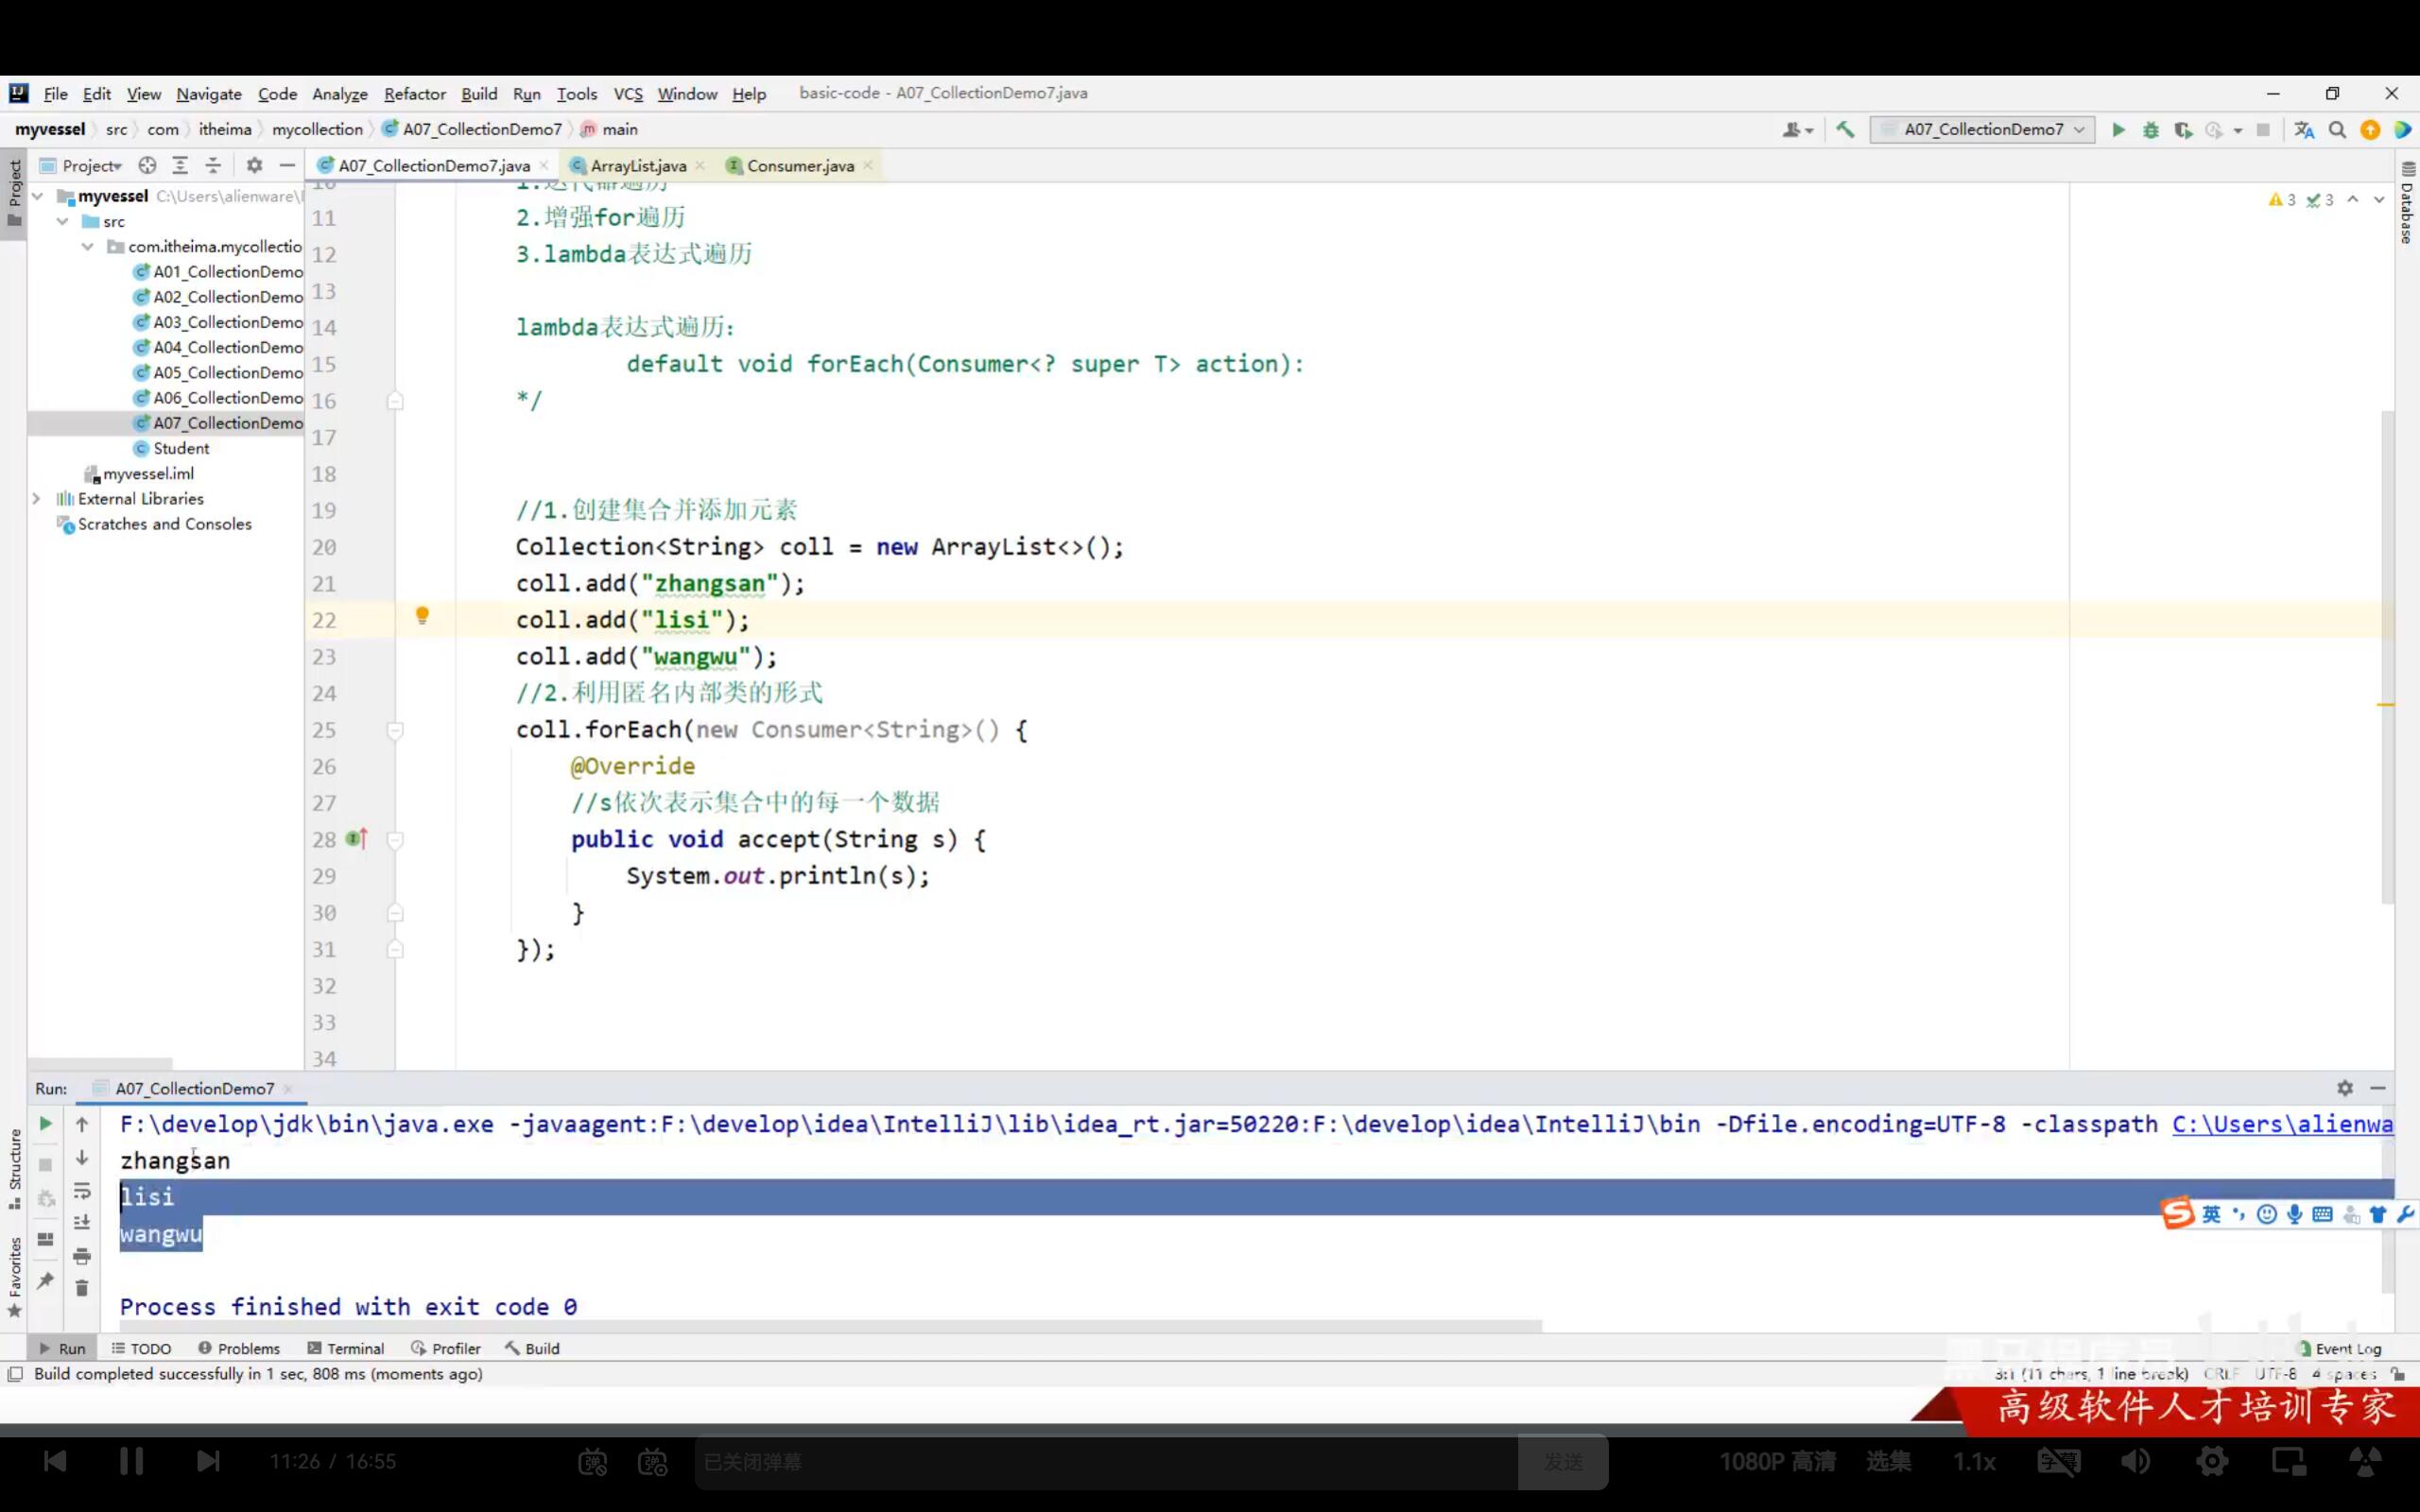 File Edit View Navigate Code Analyze Refactor Build Run Tools VCS Window Help basic-code - A07_CollectionDemo7.java
myvessel src com itheima mycollection A07_CollectionDemo7 main A07_CollectionDemo7
Project A07_CollectionDemo7.java ArrayList.java Consumer.java
Project
Database
myvessel C:\Users\alienware\
src
com.itheima.mycollectio
A01_CollectionDemo
A02_CollectionDemo
A03_CollectionDemo
A04_CollectionDemo
A05_CollectionDemo
A06_CollectionDemo
A07_CollectionDemo
Student
myvessel.iml
External Libraries
Scratches and Consoles
3 3
10 1.迭代器遍历
11 2.增强for遍历
12 3.lambda表达式遍历
13
14 lambda表达式遍历:
15 default void forEach(Consumer<? super T> action):
16 */
17
18
19 //1.创建集合并添加元素
20 Collection<String> coll = new ArrayList<>();
21 coll.add("zhangsan");
22 coll.add("lisi");
23 coll.add("wangwu");
24 //2.利用匿名内部类的形式
25 coll.forEach(new Consumer<String>() {
26 @Override
27 //s依次表示集合中的每一个数据
28 public void accept(String s) {
29 System.out.println(s);
30 }
31 });
32
33
34
Run: A07_CollectionDemo7
F:\develop\jdk\bin\java.exe -javaagent:F:\develop\idea\IntelliJ\lib\idea_rt.jar=50220:F:\develop\idea\IntelliJ\bin -Dfile.encoding=UTF-8 -classpath C:\Users\alienwa
zhangsan
lisi
wangwu
Process finished with exit code 0
英
Structure
Favorites
Run TODO Problems Terminal Profiler Build Event Log
Build completed successfully in 1 sec, 808 ms (moments ago) 3:1 (11 chars, 1 line break) CRLF UTF-8 4 spaces
高级软件人才培训专家
11:26 / 16:55 弹 弹 已关闭弹幕 发送 1080P 高清 选集 1.1x 字幕